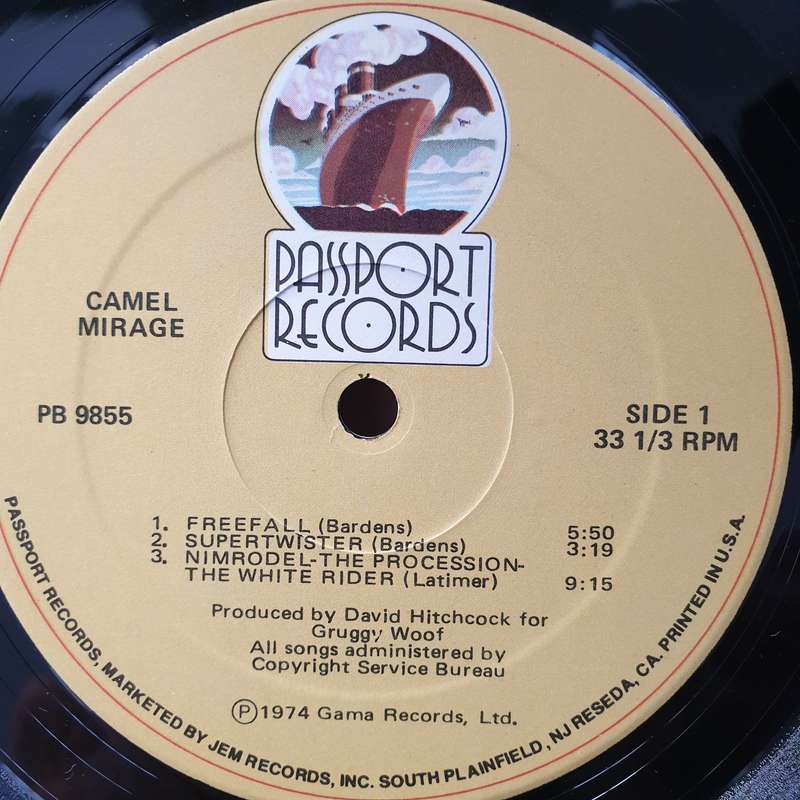 PASSPORT
RECORDS
CAMEL
MIRAGE
PB 9855
SIDE 1
33 1/3 RPM
1. FREEFALL (Bardens) 5:50
2. SUPERTWISTER (Bardens) 3:19
3. NIMRODEL-THE PROCESSION-
THE WHITE RIDER (Latimer) 9:15
Produced by David Hitchcock for
Gruggy Woof
All songs administered by
Copyright Service Bureau
Ⓟ1974 Gama Records, Ltd.
PASSPORT RECORDS, MARKETED BY JEM RECORDS, INC. SOUTH PLAINFIELD, NJ RESEDA, CA. PRINTED IN U.S.A.